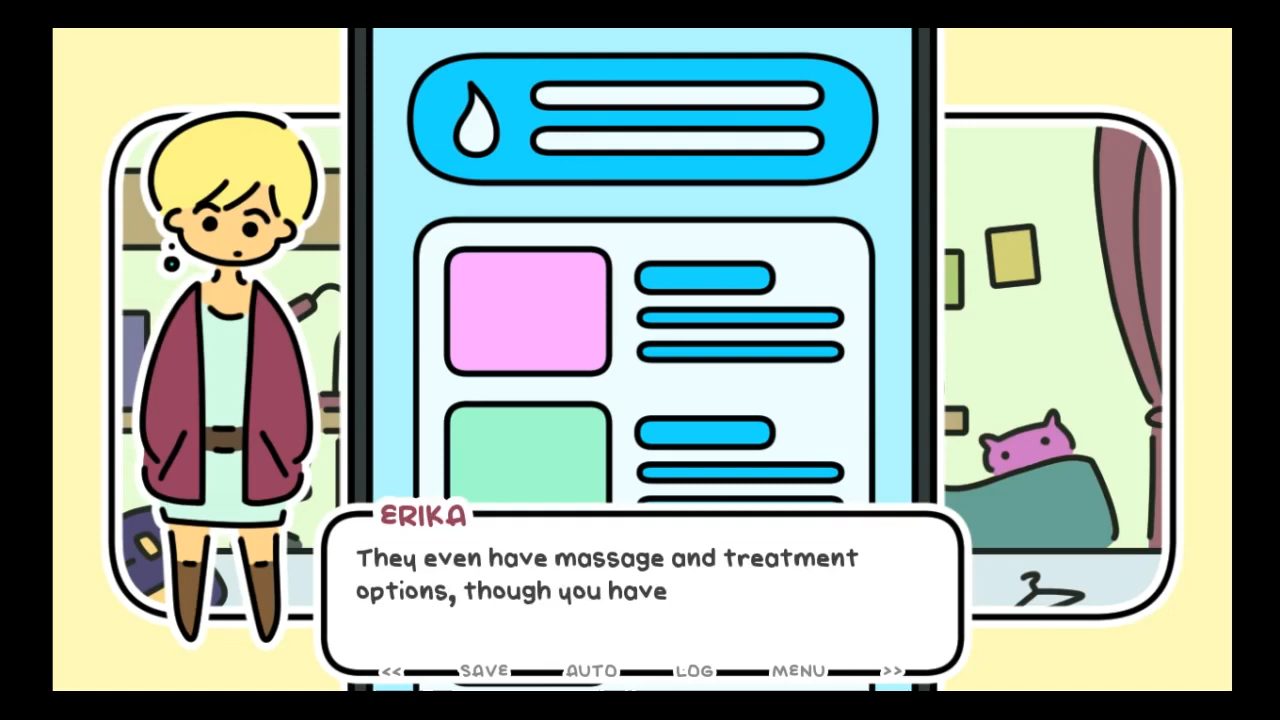 ERIKA
They even have massage and treatment
options, though you have
<< SAVE AUTO LOG MENU >>